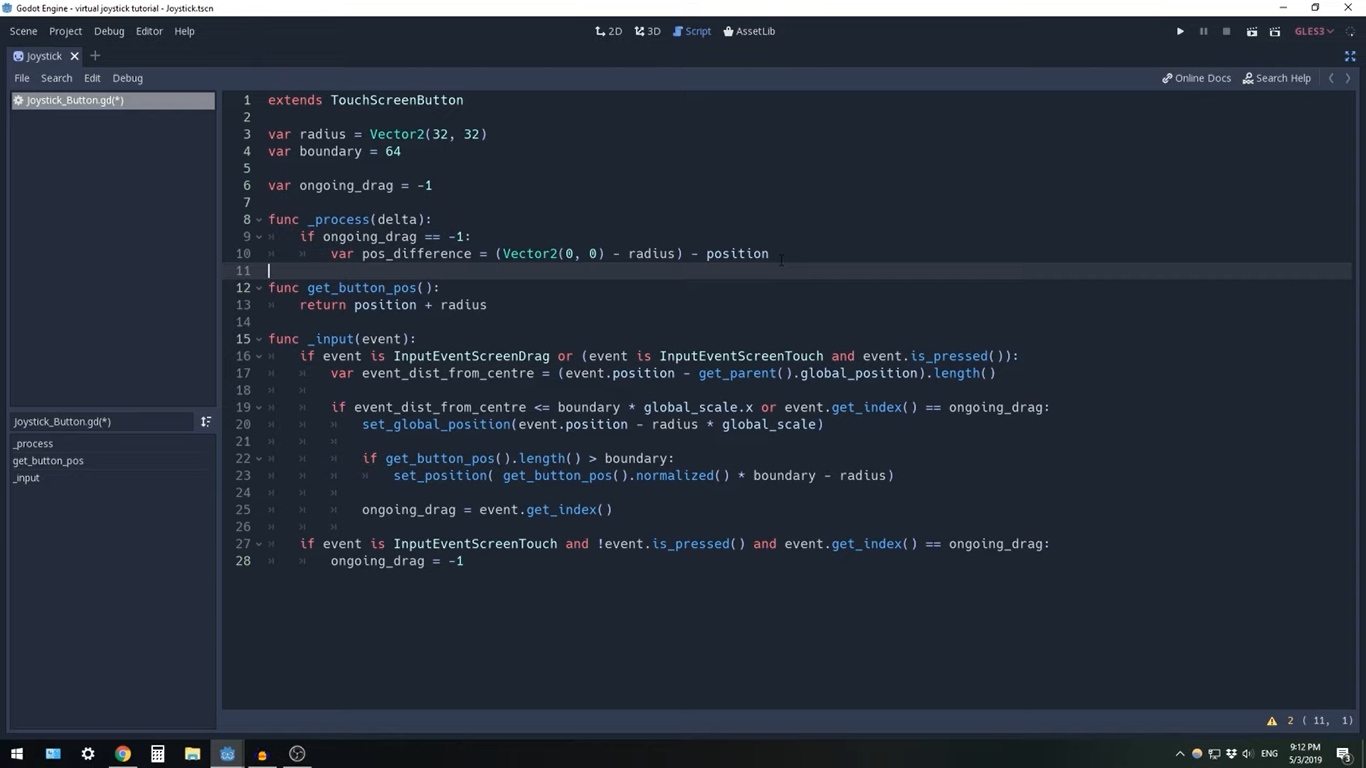 Godot Engine - virtual joystick tutorial - Joystick.tscn
Scene Project Debug Editor Help
2D 3D Script AssetLib
GLES3
Joystick
File Search Edit Debug
Online Docs Search Help
Joystick_Button.gd(*)
1 extends TouchScreenButton
2
3 var radius = Vector2(32, 32)
4 var boundary = 64
5
6 var ongoing_drag = -1
7
8 func _process(delta):
9 if ongoing_drag == -1:
10 var pos_difference = (Vector2(0, 0) - radius) - position
11
12 func get_button_pos():
13 return position + radius
14
15 func _input(event):
16 if event is InputEventScreenDrag or (event is InputEventScreenTouch and event.is_pressed()):
17 var event_dist_from_centre = (event.position - get_parent().global_position).length()
18
19 if event_dist_from_centre <= boundary * global_scale.x or event.get_index() == ongoing_drag:
20 set_global_position(event.position - radius * global_scale)
21
22 if get_button_pos().length() > boundary:
23 set_position( get_button_pos().normalized() * boundary - radius)
24
25 ongoing_drag = event.get_index()
26
27 if event is InputEventScreenTouch and !event.is_pressed() and event.get_index() == ongoing_drag:
28 ongoing_drag = -1
Joystick_Button.gd(*)
_process
get_button_pos
_input
2 ( 11, 1)
ENG
9:12 PM
5/3/2019
3